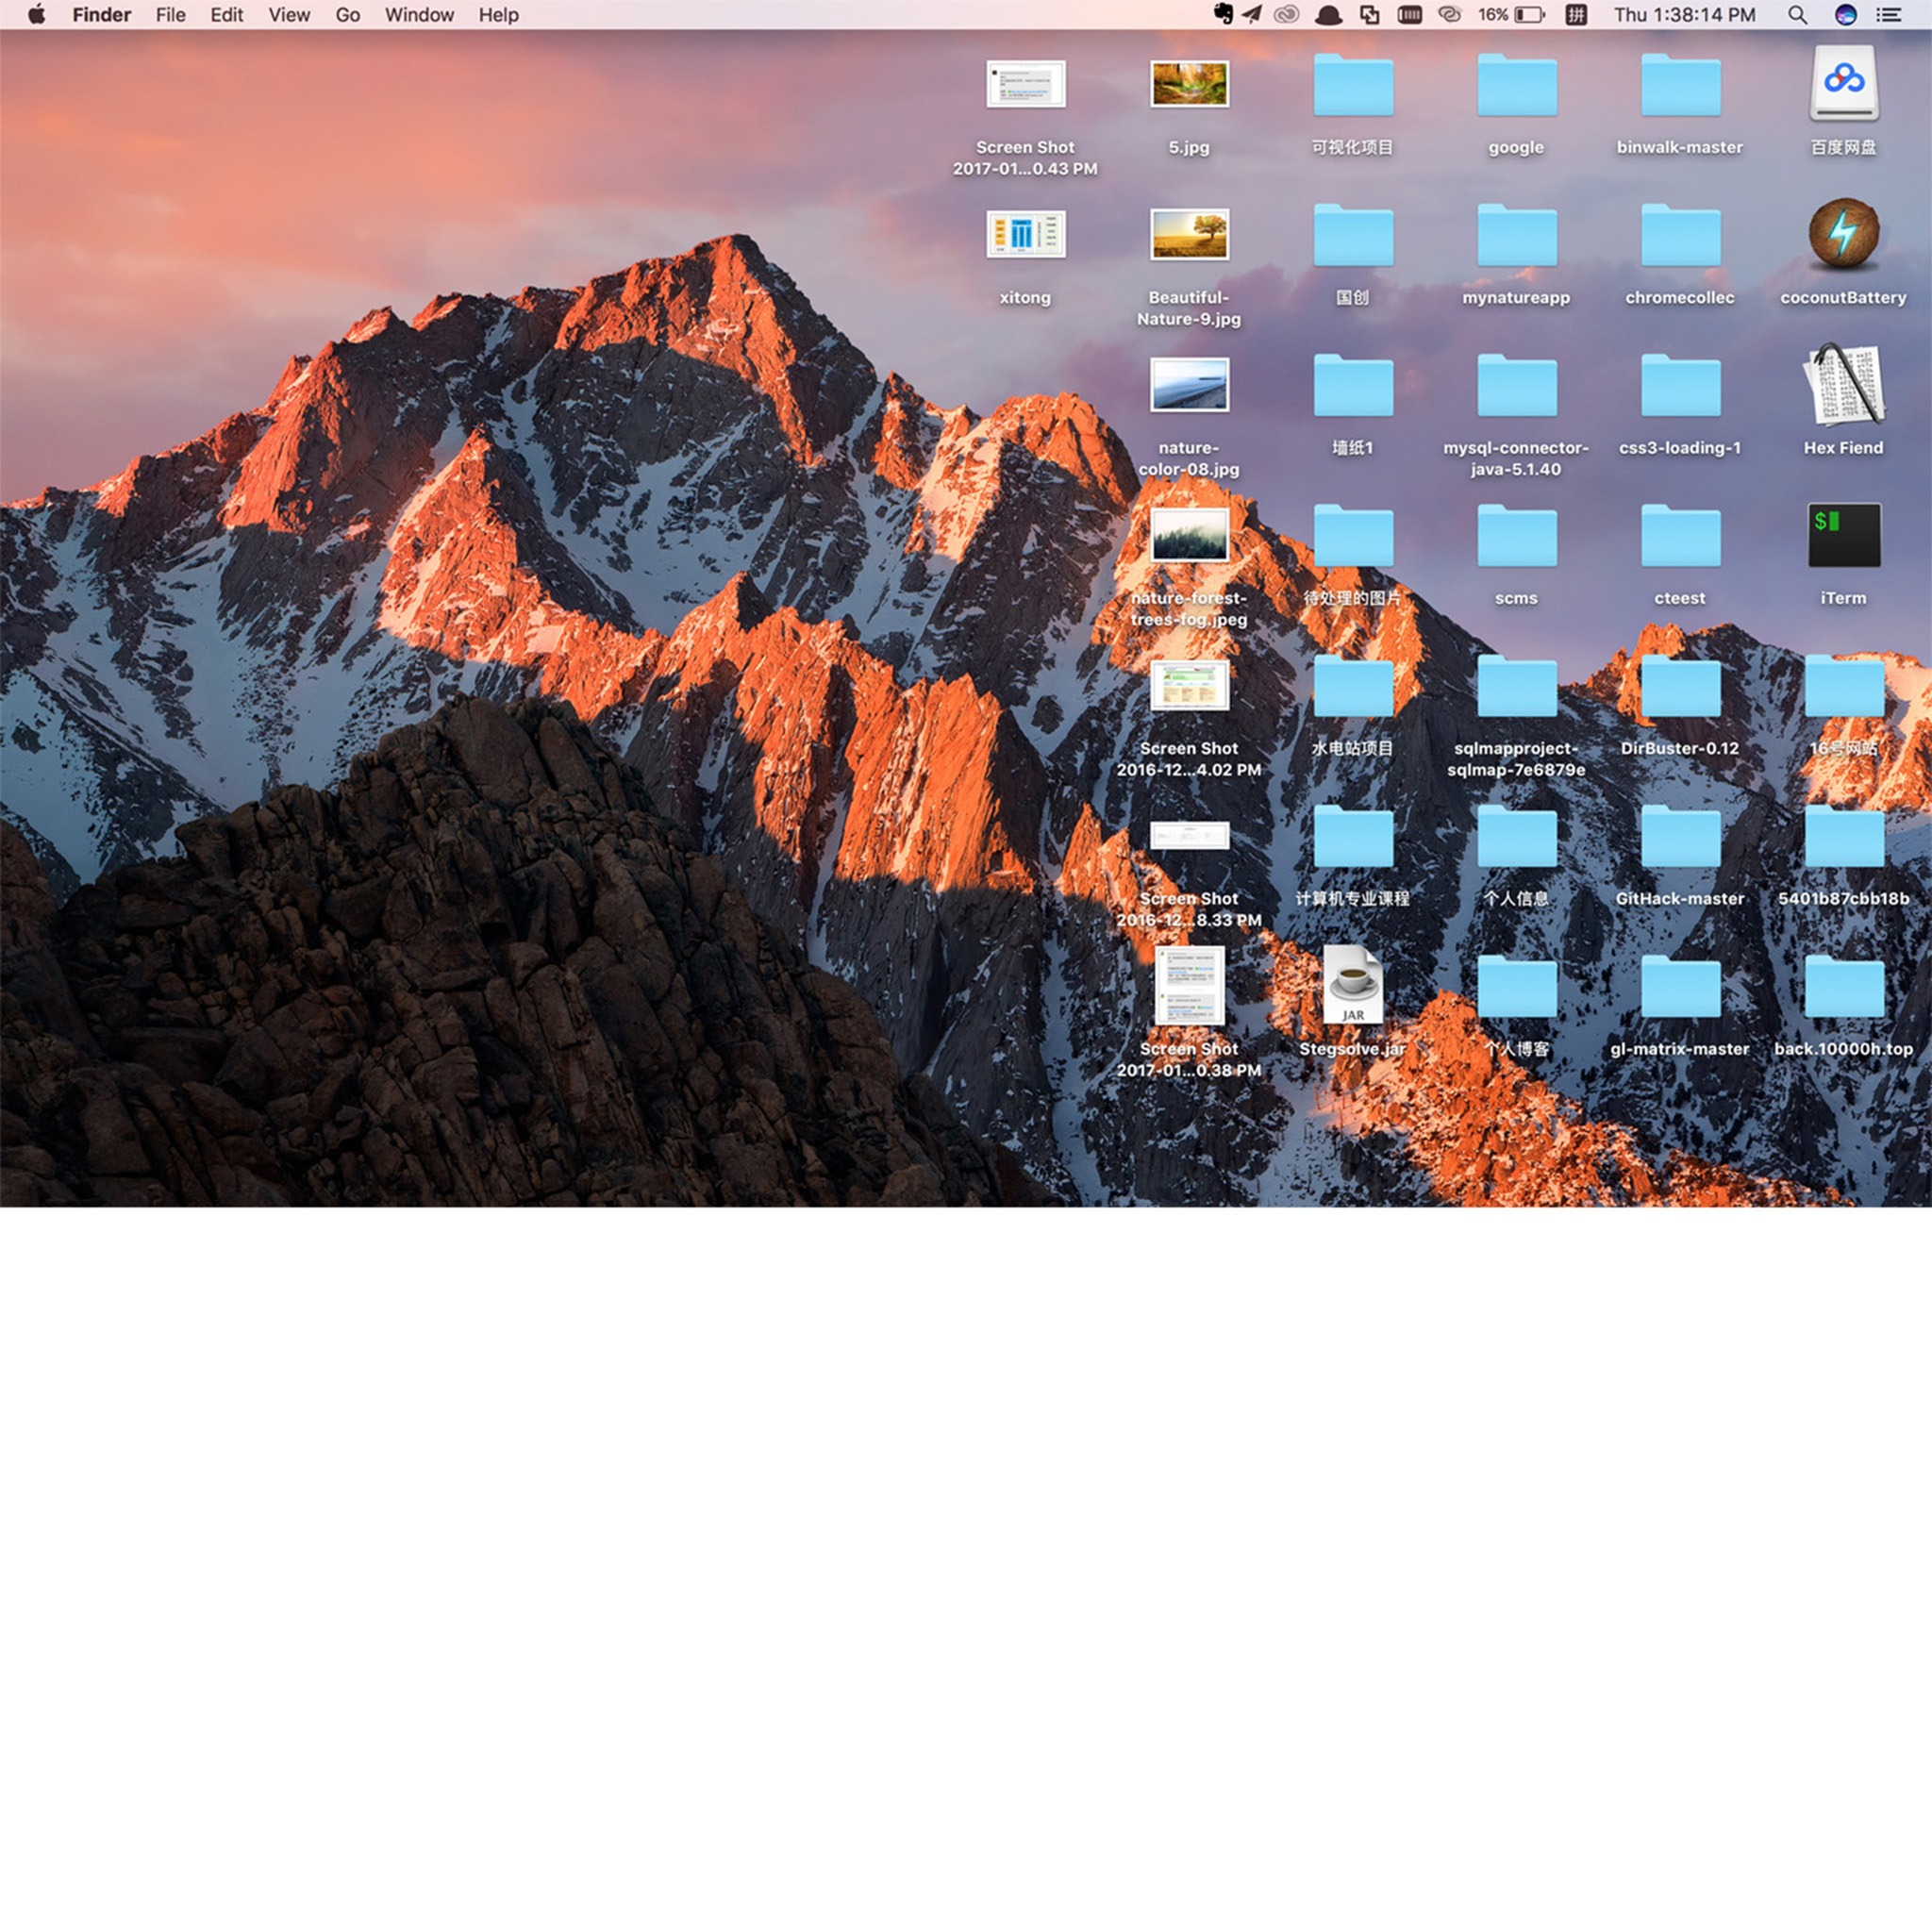 Finder File Edit View Go Window Help 16% 拼 Thu 1:38:14 PM
Screen Shot
2017-01...0.43 PM
5.jpg
可视化项目
google
binwalk-master
百度网盘
xitong
Beautiful-
Nature-9.jpg
国创
mynatureapp
chromecollec
coconutBattery
nature-
color-08.jpg
墙纸1
mysql-connector-
java-5.1.40
css3-loading-1
Hex Fiend
nature-forest-
trees-fog.jpeg
待处理的图片
scms
cteest
$
iTerm
Screen Shot
2016-12...4.02 PM
水电站项目
sqlmapproject-
sqlmap-7e6879e
DirBuster-0.12
16号网站
Screen Shot
2016-12...8.33 PM
计算机专业课程
个人信息
GitHack-master
5401b87cbb18b
Screen Shot
2017-01...0.38 PM
JAR
Stegsolve.jar
个人博客
gl-matrix-master
back.10000h.top